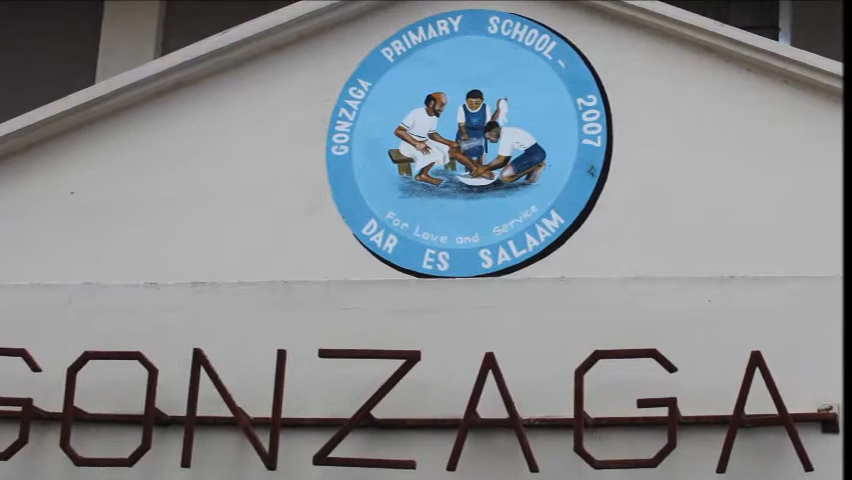 GONZAGA PRIMARY SCHOOL - 2007
For Love and Service
DAR ES SALAAM
GONZAGA